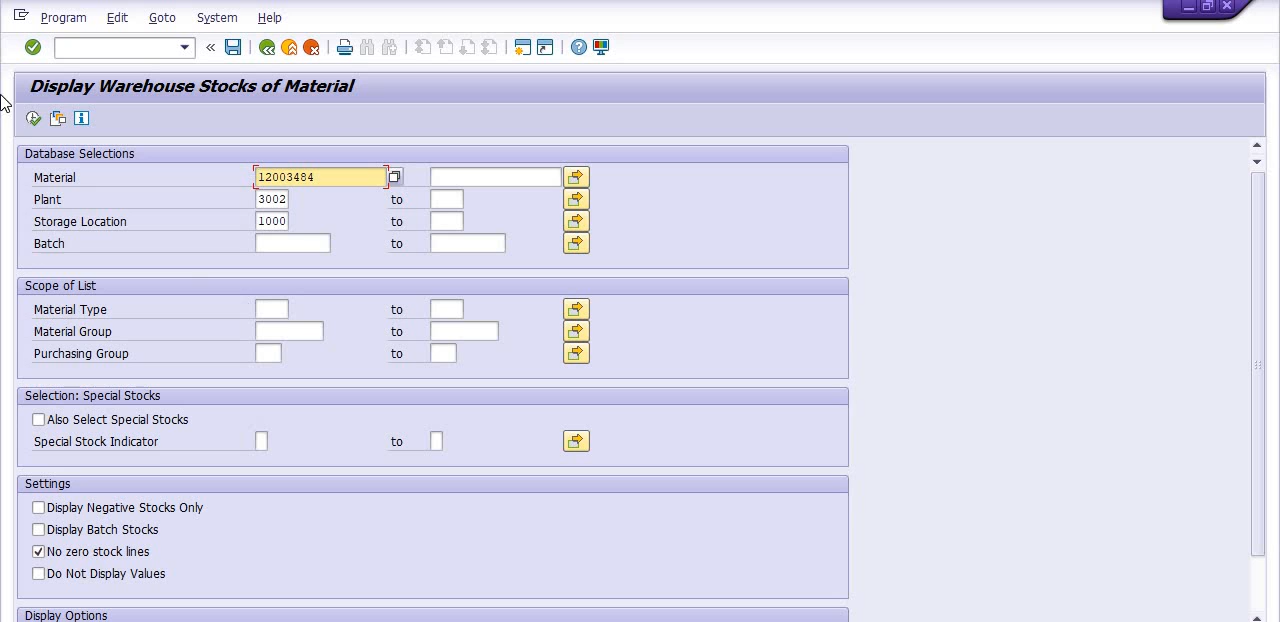 Program Edit Goto System Help
Display Warehouse Stocks of Material
Database Selections
Material 12003484
Plant 3002 to
Storage Location 1000 to
Batch to
Scope of List
Material Type to
Material Group to
Purchasing Group to
Selection: Special Stocks
Also Select Special Stocks
Special Stock Indicator to
Settings
Display Negative Stocks Only
Display Batch Stocks
No zero stock lines
Do Not Display Values
Display Options